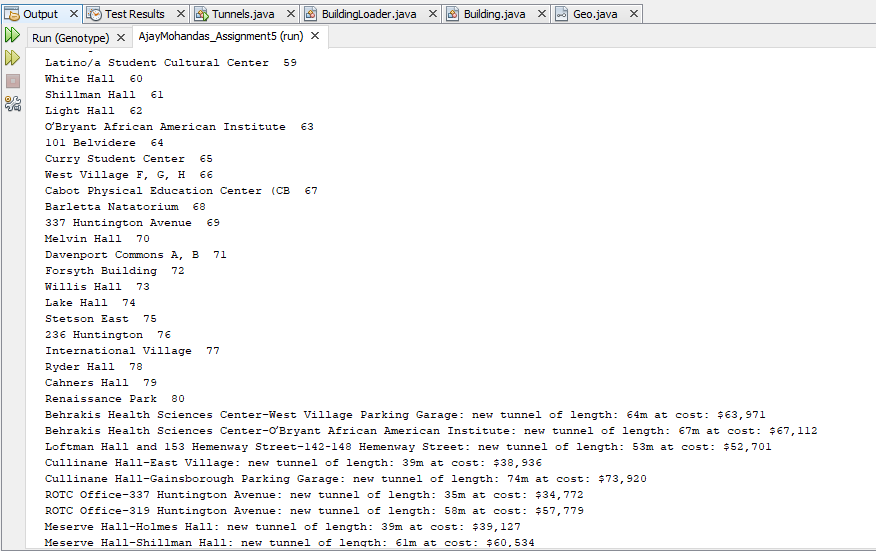 Output
Test Results
Tunnels.java
BuildingLoader.java
Building.java
Geo.java
Run (Genotype)
AjayMohandas_Assignment5 (run)
Latino/a Student Cultural Center 59
White Hall 60
Shillman Hall 61
Light Hall 62
O'Bryant African American Institute 63
101 Belvidere 64
Curry Student Center 65
West Village F, G, H 66
Cabot Physical Education Center (CB 67
Barletta Natatorium 68
337 Huntington Avenue 69
Melvin Hall 70
Davenport Commons A, B 71
Forsyth Building 72
Willis Hall 73
Lake Hall 74
Stetson East 75
236 Huntington 76
International Village 77
Ryder Hall 78
Cahners Hall 79
Renaissance Park 80
Behrakis Health Sciences Center-West Village Parking Garage: new tunnel of length: 64m at cost: $63,971
Behrakis Health Sciences Center-O'Bryant African American Institute: new tunnel of length: 67m at cost: $67,112
Loftman Hall and 153 Hemenway Street-142-148 Hemenway Street: new tunnel of length: 53m at cost: $52,701
Cullinane Hall-East Village: new tunnel of length: 39m at cost: $38,936
Cullinane Hall-Gainsborough Parking Garage: new tunnel of length: 74m at cost: $73,920
ROTC Office-337 Huntington Avenue: new tunnel of length: 35m at cost: $34,772
ROTC Office-319 Huntington Avenue: new tunnel of length: 58m at cost: $57,779
Meserve Hall-Holmes Hall: new tunnel of length: 39m at cost: $39,127
Meserve Hall-Shillman Hall: new tunnel of length: 61m at cost: $60,534